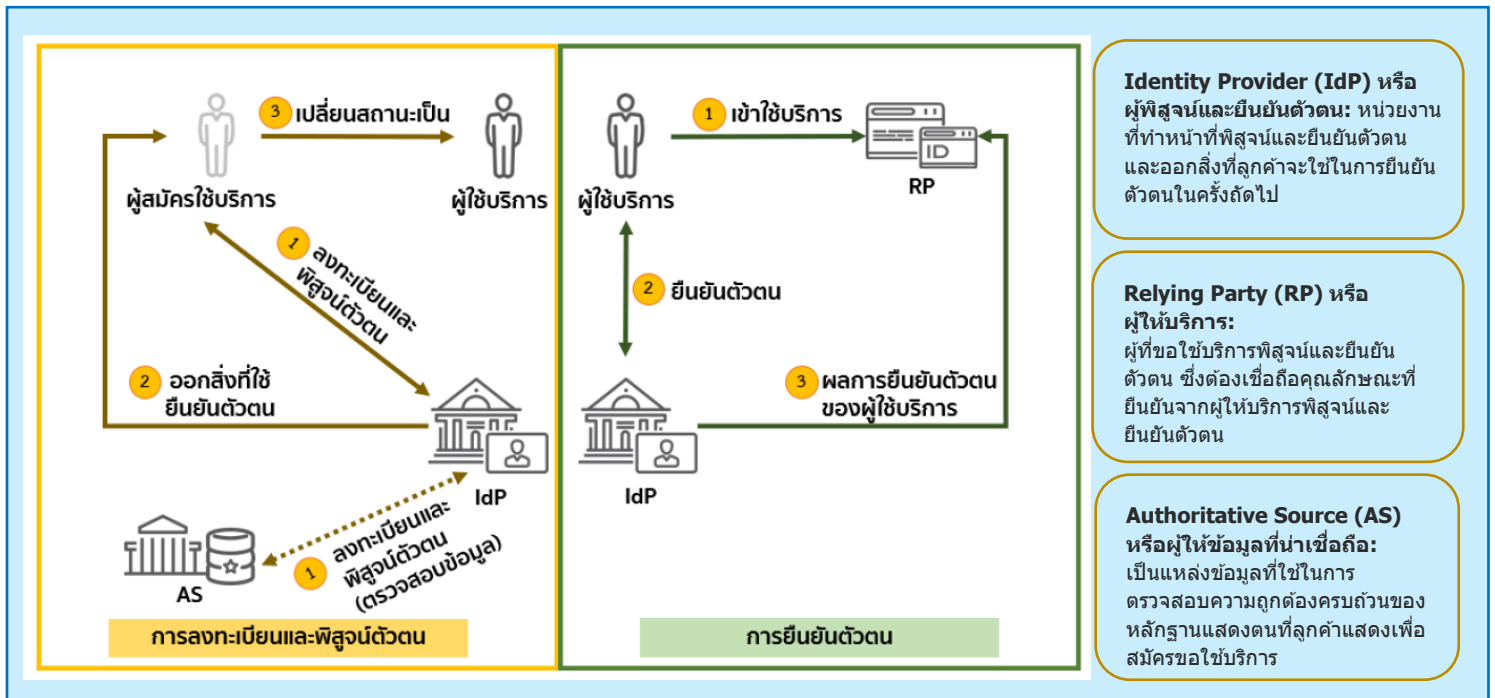 3 เปลี่ยนสถานะเป็น
ผู้สมัครใช้บริการ
ผู้ใช้บริการ
1 ลงทะเบียนและ
พิสูจน์ตัวตน
2 ออกสิ่งที่ใช้
ยืนยันตัวตน
IdP
AS
1 ลงทะเบียนและ
พิสูจน์ตัวตน
(ตรวจสอบข้อมูล)
การลงทะเบียนและพิสูจน์ตัวตน
1 เข้าใช้บริการ
ID
RP
ผู้ใช้บริการ
2 ยืนยันตัวตน
3 ผลการยืนยันตัวตน
ของผู้ใช้บริการ
IdP
การยืนยันตัวตน
Identity Provider (IdP) หรือ
ผู้พิสูจน์และยืนยันตัวตน: หน่วยงาน
ที่ทำหน้าที่พิสูจน์และยืนยันตัวตน
และออกสิ่งที่ลูกค้าจะใช้ในการยืนยัน
ตัวตนในครั้งถัดไป
Relying Party (RP) หรือ
ผู้ให้บริการ:
ผู้ที่ขอใช้บริการพิสูจน์และยืนยัน
ตัวตน ซึ่งต้องเชื่อถือคุณลักษณะที่
ยืนยันจากผู้ให้บริการพิสูจน์และ
ยืนยันตัวตน
Authoritative Source (AS)
หรือผู้ให้ข้อมูลที่น่าเชื่อถือ:
เป็นแหล่งข้อมูลที่ใช้ในการ
ตรวจสอบความถูกต้องครบถ้วนของ
หลักฐานแสดงตนที่ลูกค้าแสดงเพื่อ
สมัครขอใช้บริการ